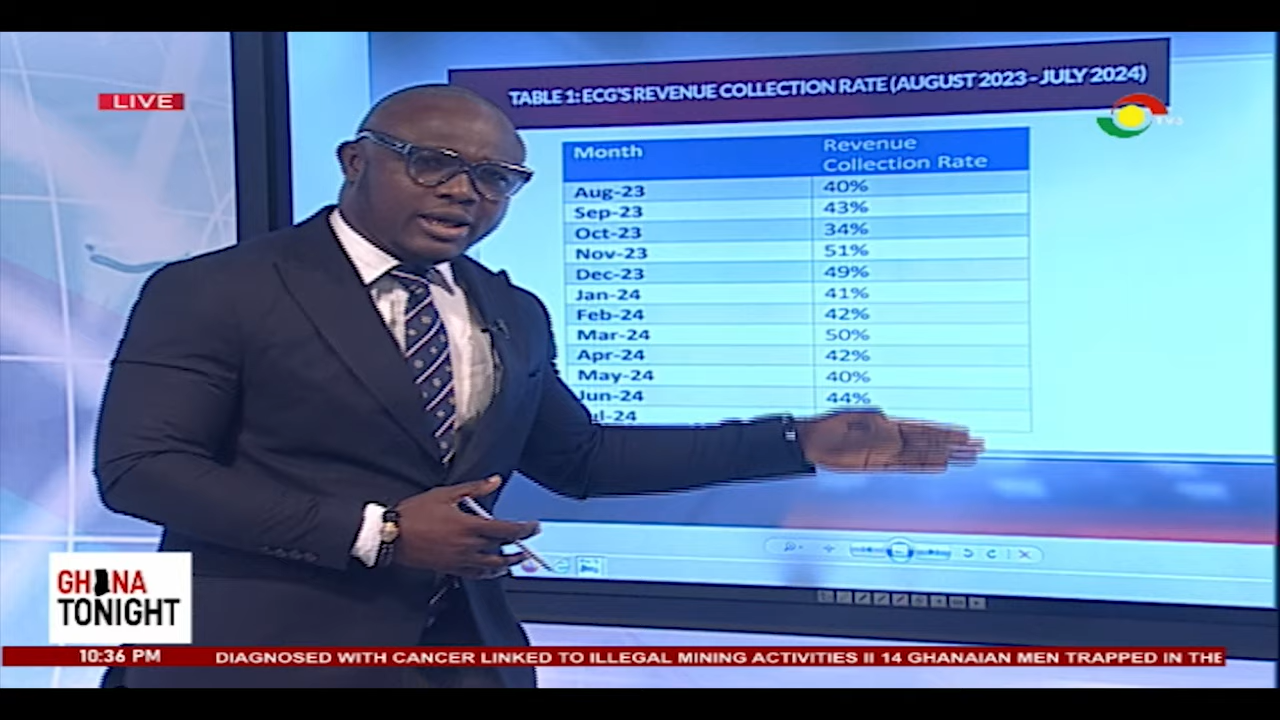 LIVE
TABLE 1: ECG'S REVENUE COLLECTION RATE (AUGUST 2023 - JULY 2024)
TV3
Month Revenue
Collection Rate
Aug-23 40%
Sep-23 43%
Oct-23 34%
Nov-23 51%
Dec-23 49%
Jan-24 41%
Feb-24 42%
Mar-24 50%
Apr-24 42%
May-24 40%
Jun-24 44%
ul-24
GHANA
TONIGHT
10:36 PM DIAGNOSED WITH CANCER LINKED TO ILLEGAL MINING ACTIVITIES II 14 GHANAIAN MEN TRAPPED IN THE